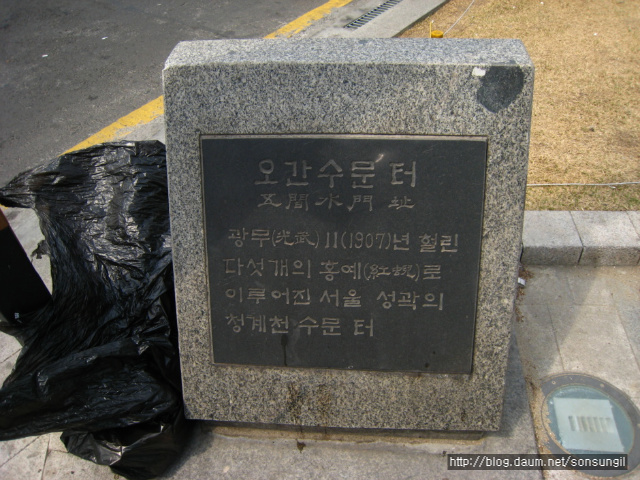 오간수문 터
五間水門址
광무(光武) 11(1907)년 헐린
다섯개의 홍예(紅霓)로
이루어진 서울 성곽의
청계천 수문 터
http://blog.daum.net/sonsungil